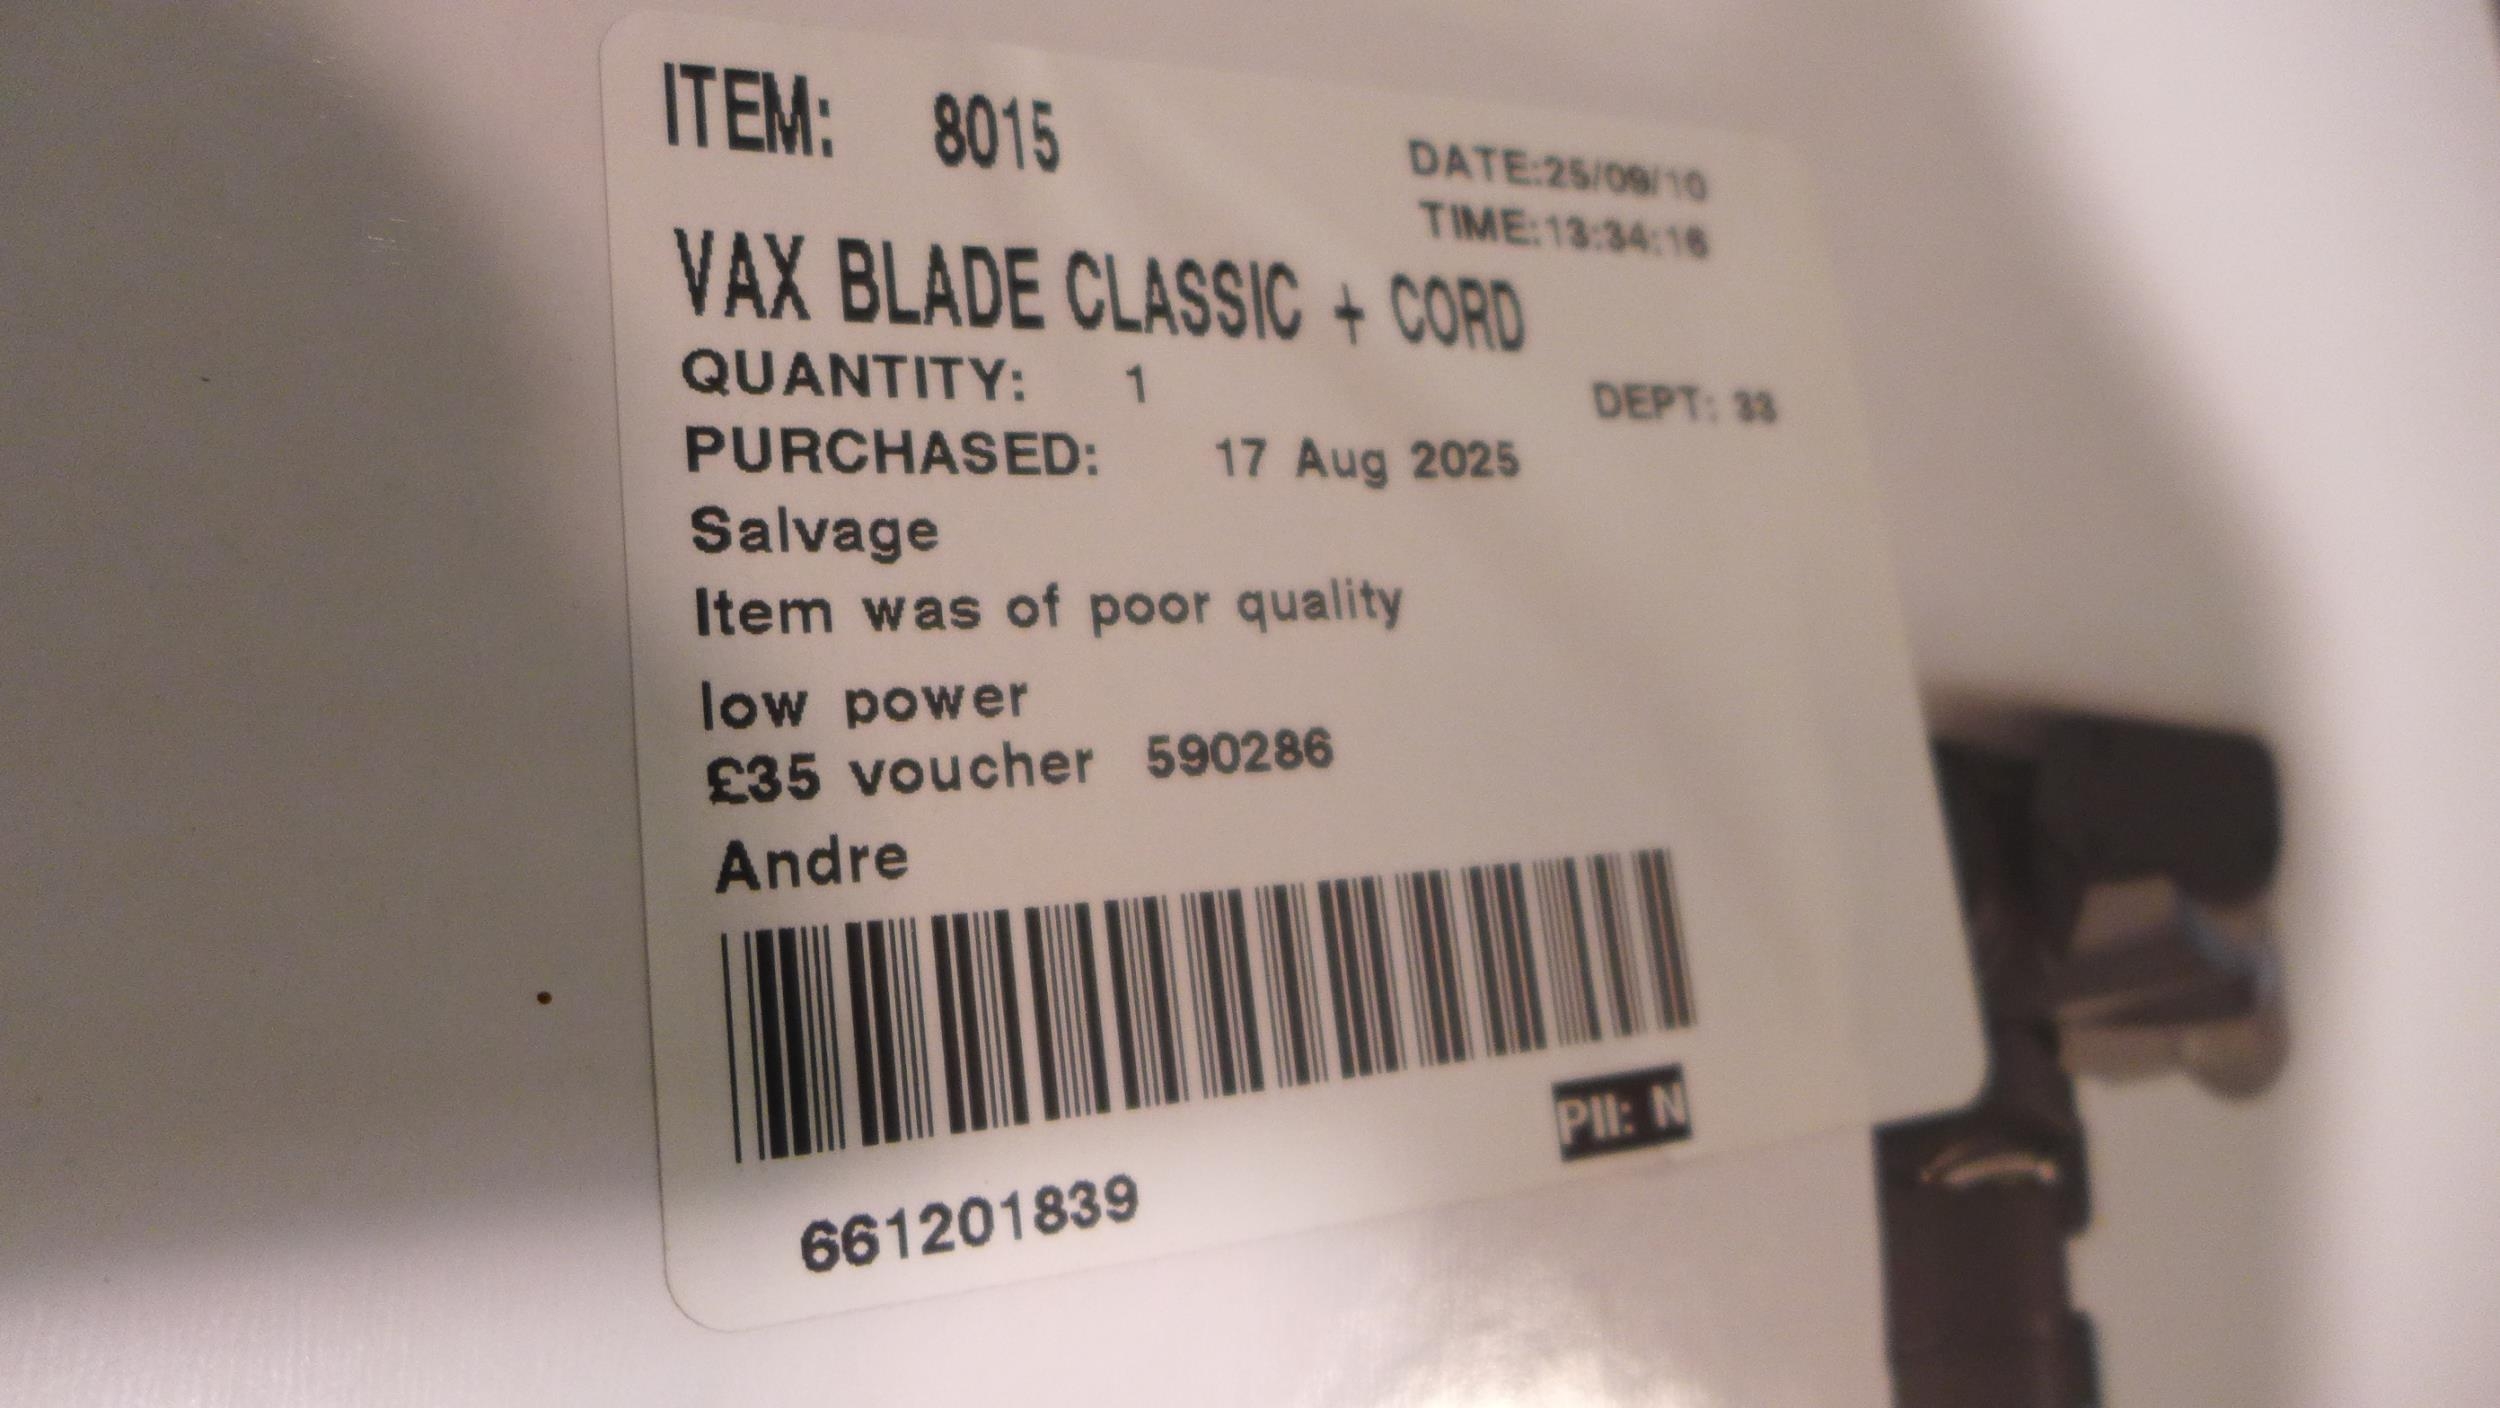 ITEM: 8015
DATE:25/09/10
TIME:13:34:16
VAX BLADE CLASSIC + CORD
QUANTITY: 1
DEPT: 33
PURCHASED: 17 Aug 2025
Salvage
Item was of poor quality
low power
£35 voucher 590286
Andre
PII: N
661201839